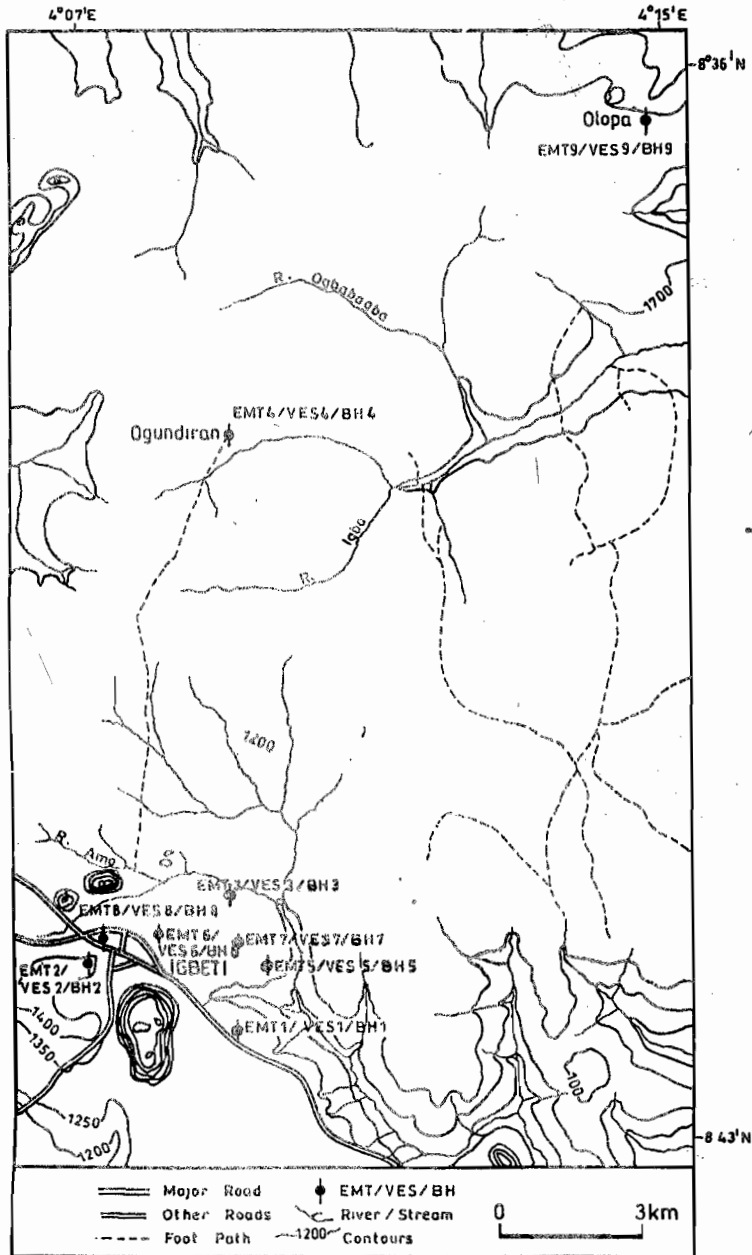 4°07'E
4°15'E
8°36'N
Olopa
EMT9/VES9/BH9
1700
R. Ogbabagba
EMT4/VES4/BH4
Ogundiran
Igbo
R.
1200
R. Amo
EMT3/VES3/BH3
EMT8/VES8/BH8
EMT6/
VES6/BH6
EMT7/VES7/BH7
IGBETI
EMT5/VES5/BH5
EMT2/
VES2/BH2
EMT1/VES1/BH1
1400
1350
1250
1200
100
8 43'N
Major Road
EMT/VES/BH
Other Roads
River/Stream
Foot Path
1200 Contours
0 3km